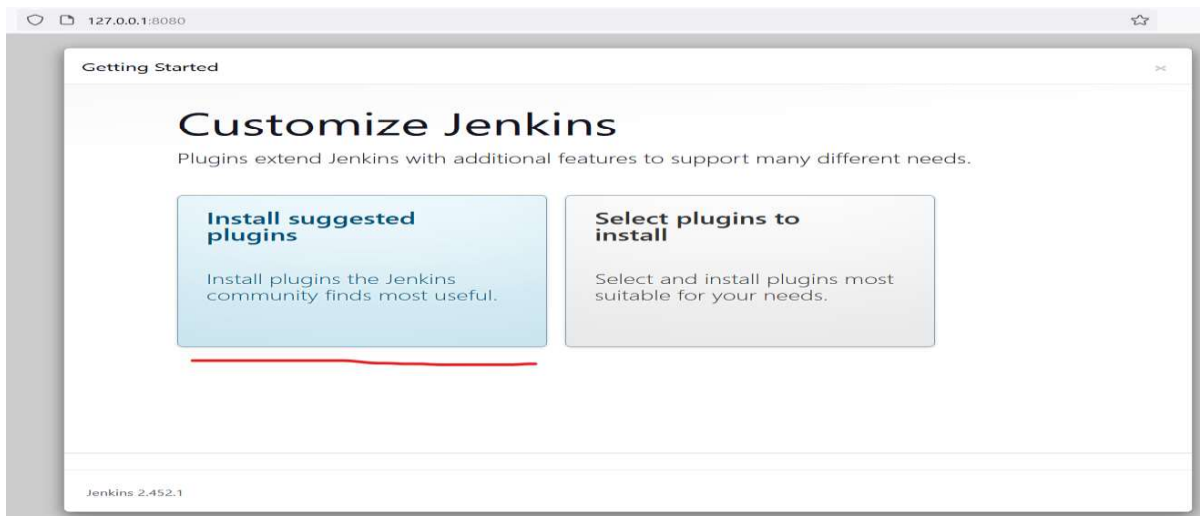 127.0.0.1:8080
Getting Started
Customize Jenkins
Plugins extend Jenkins with additional features to support many different needs.
Install suggested
plugins
Install plugins the Jenkins
community finds most useful.
Select plugins to
install
Select and install plugins most
suitable for your needs.
Jenkins 2.452.1